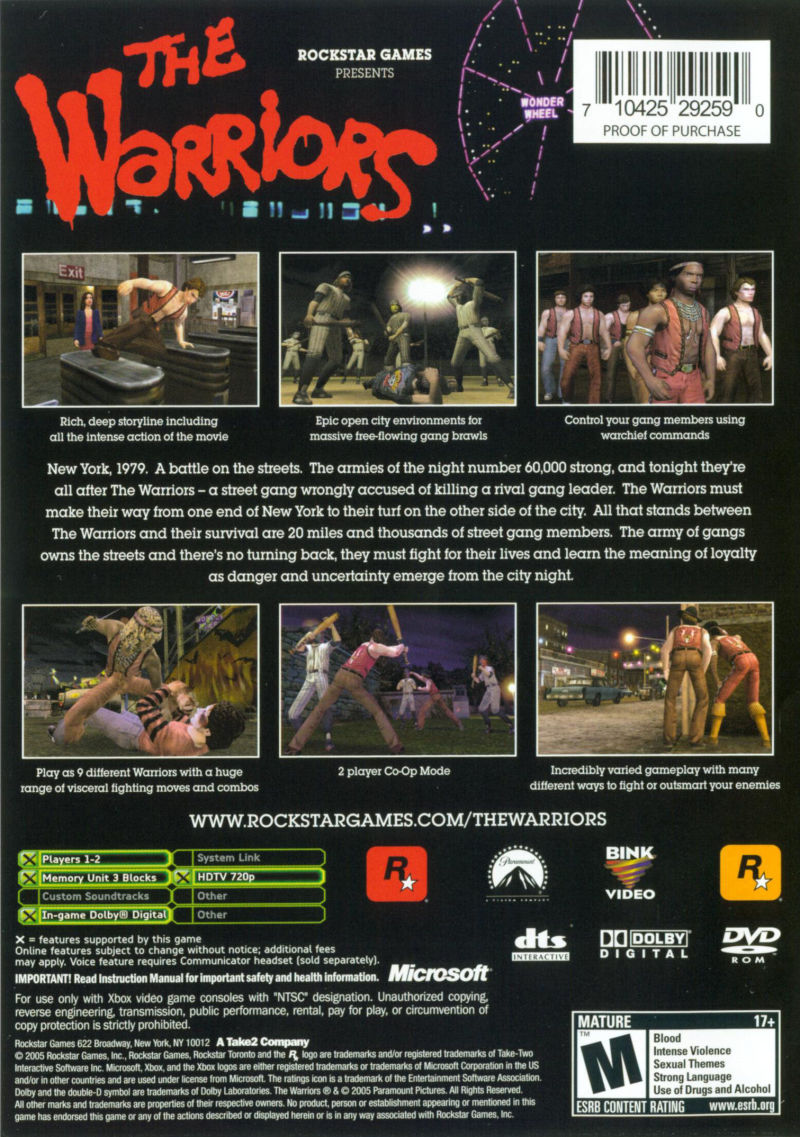 THE
WARRIORS
ROCKSTAR GAMES
PRESENTS
WONDER
WHEEL
7 10425 29259 0
PROOF OF PURCHASE
Exit
Rich, deep storyline including
all the intense action of the movie
Epic open city environments for
massive free-flowing gang brawls
Control your gang members using
warchief commands
New York, 1979. A battle on the streets. The armies of the night number 60,000 strong, and tonight they're
all after The Warriors – a street gang wrongly accused of killing a rival gang leader. The Warriors must
make their way from one end of New York to their turf on the other side of the city. All that stands between
The Warriors and their survival are 20 miles and thousands of street gang members. The army of gangs
owns the streets and there's no turning back, they must fight for their lives and learn the meaning of loyalty
as danger and uncertainty emerge from the city night.
Play as 9 different Warriors with a huge
range of visceral fighting moves and combos
2 player Co-Op Mode
Incredibly varied gameplay with many
different ways to fight or outsmart your enemies
WWW.ROCKSTARGAMES.COM/THEWARRIORS
X Players 1-2
System Link
X Memory Unit 3 Blocks
X HDTV 720p
Custom Soundtracks
Other
X In-game Dolby® Digital
Other
R
Paramount
A VIACOM COMPANY
BINK
VIDEO
R
dts
INTERACTIVE
DOLBY
DIGITAL
DVD
ROM
X = features supported by this game
Online features subject to change without notice; additional fees
may apply. Voice feature requires Communicator headset (sold separately).
IMPORTANT! Read Instruction Manual for important safety and health information.
Microsoft®
For use only with Xbox video game consoles with "NTSC" designation. Unauthorized copying,
reverse engineering, transmission, public performance, rental, pay for play, or circumvention of
copy protection is strictly prohibited.
Rockstar Games 622 Broadway, New York, NY 10012 A Take2 Company
© 2005 Rockstar Games, Inc., Rockstar Games, Rockstar Toronto and the R logo are trademarks and/or registered trademarks of Take-Two
Interactive Software Inc. Microsoft, Xbox, and the Xbox logos are either registered trademarks or trademarks of Microsoft Corporation in the US
and/or in other countries and are used under license from Microsoft. The ratings icon is a trademark of the Entertainment Software Association.
Dolby and the double-D symbol are trademarks of Dolby Laboratories. The Warriors ® & © 2005 Paramount Pictures. All Rights Reserved.
All other marks and trademarks are properties of their respective owners. No product, person or establishment appearing or mentioned in this
game has endorsed this game or any of the actions described or displayed herein or is in any way associated with Rockstar Games, Inc.
MATURE 17+
TM
M
Blood
Intense Violence
Sexual Themes
Strong Language
Use of Drugs and Alcohol
ESRB CONTENT RATING www.esrb.org